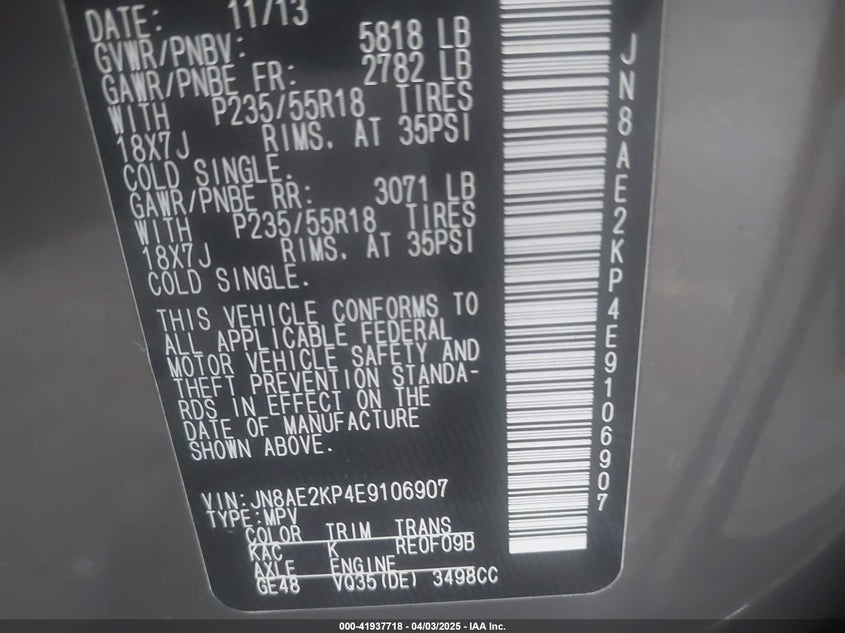 DATE: 11/13
GVWR/PNBV: 5818 LB
GAWR/PNBE FR: 2782 LB
WITH P235/55R18 TIRES
18X7J RIMS. AT 35PSI
COLD SINGLE.
GAWR/PNBE RR: 3071 LB
WITH P235/55R18 TIRES
18X7J RIMS. AT 35PSI
COLD SINGLE.
THIS VEHICLE CONFORMS TO
ALL APPLICABLE FEDERAL
MOTOR VEHICLE SAFETY AND
THEFT PREVENTION STANDA-
RDS IN EFFECT ON THE
DATE OF MANUFACTURE
SHOWN ABOVE.
VIN:JN8AE2KP4E9106907
TYPE:MPV
COLOR TRIM TRANS
KAC K RE0F09B
AXLE ENGINE
GE48 VQ35(DE) 3498CC
JN8AE2KP4E9106907
000-41937718 - 04/03/2025 - IAA Inc.